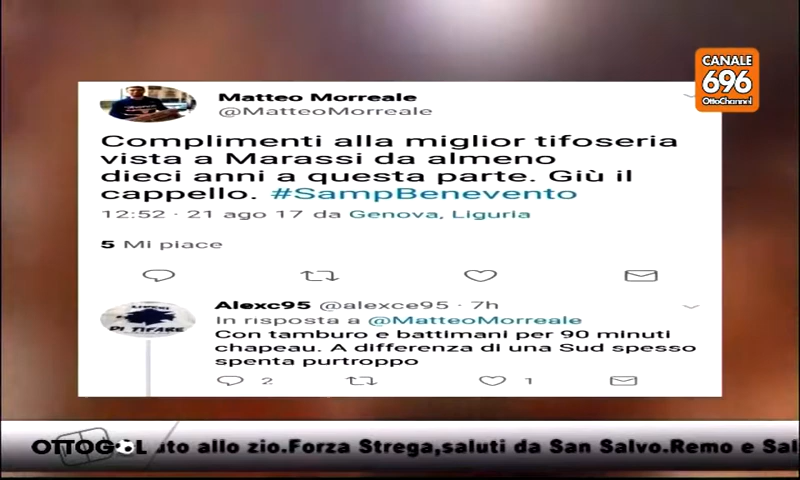 CANALE
696
OttoChannel
Matteo Morreale
@MatteoMorreale
Complimenti alla miglior tifoseria
vista a Marassi da almeno
dieci anni a questa parte. Giù il
cappello. #SampBenevento
12:52 · 21 ago 17 da Genova, Liguria
5 Mi piace
Alexc95 @alexce95 · 7h
In risposta a @MatteoMorreale
DI TIFARE
Con tamburo e battimani per 90 minuti
chapeau. A differenza di una Sud spesso
spenta purtroppo
2 1
OTTOGOL allo zio.Forza Strega,saluti da San Salvo.Remo e